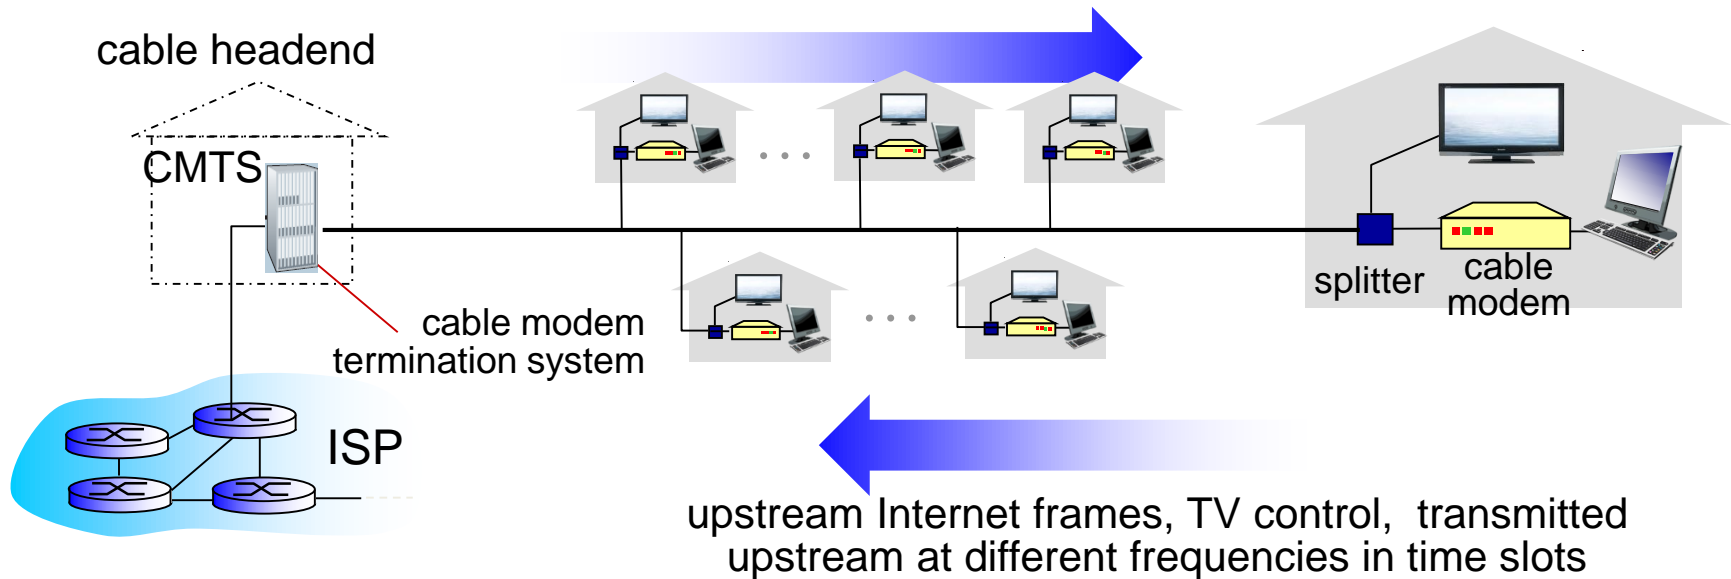 cable headend
CMTS
splitter
cable
modem
cable modem
termination system
ISP
upstream Internet frames, TV control,  transmitted
upstream at different frequencies in time slots